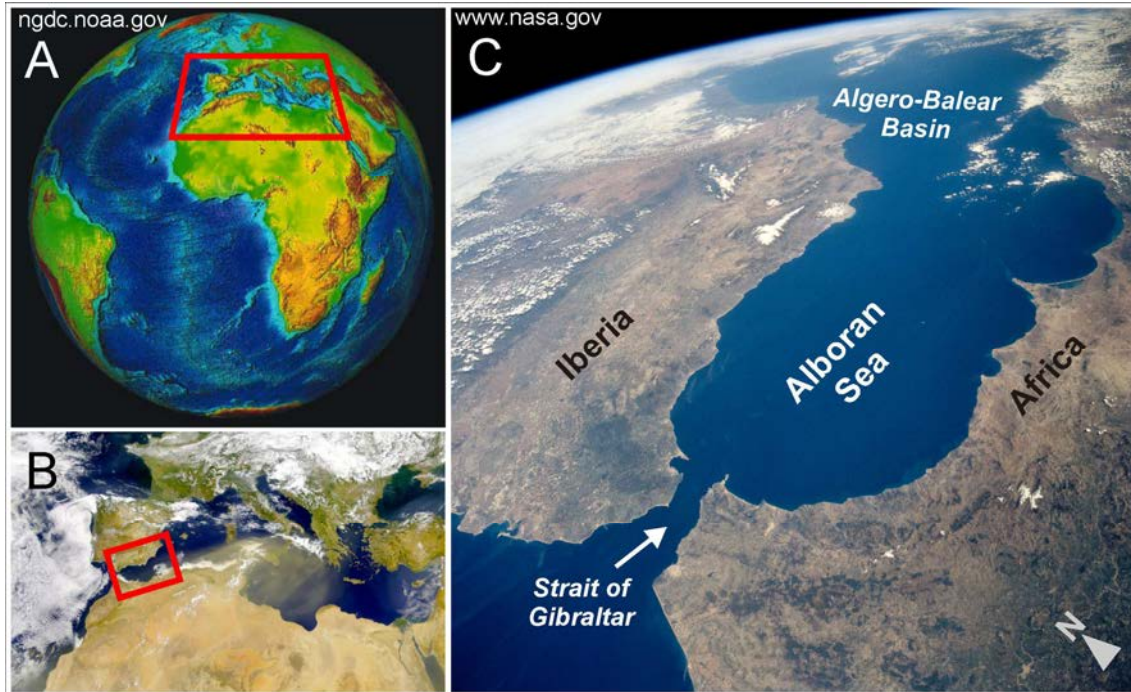 ngdc.noaa.gov
A
B
www.nasa.gov
C
Algero-Balear
Basin
Iberia
Alboran
Sea
Africa
Strait of
Gibraltar
N